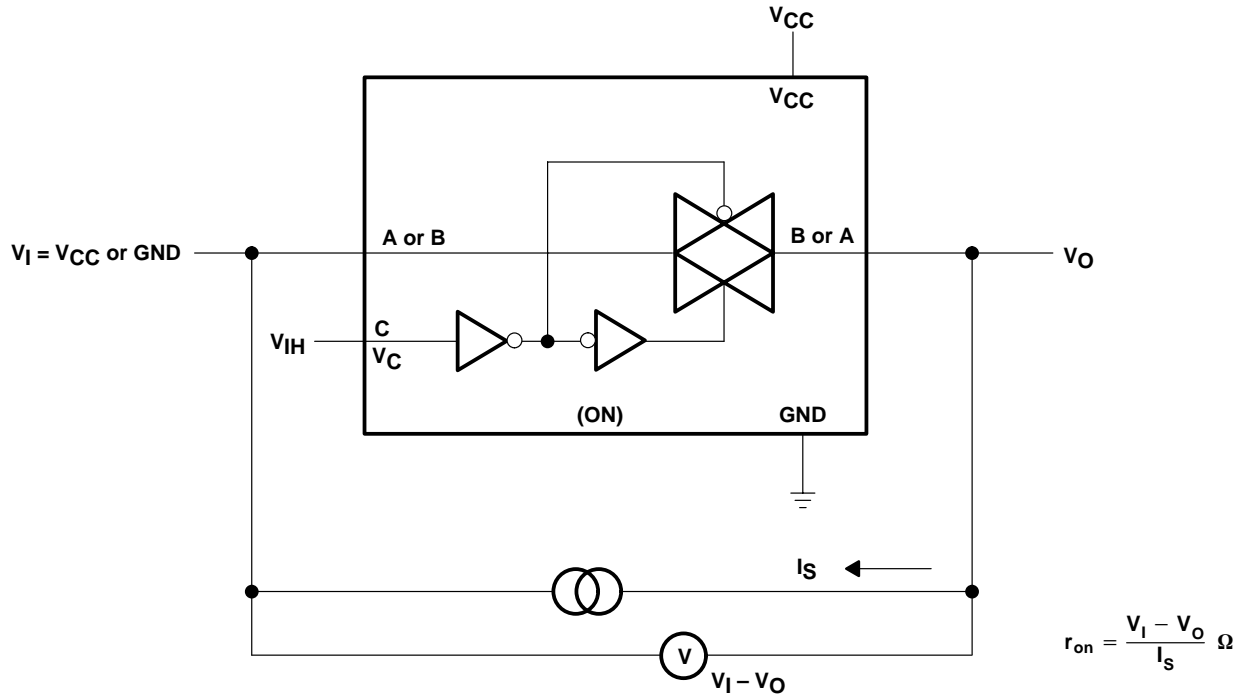 VCC
VCC
A or B
B or A
VI = VCC or GND
VO
VIH
C
VC
(ON)
GND
IS
V
VI – VO
ron = VI – VO / IS Ω